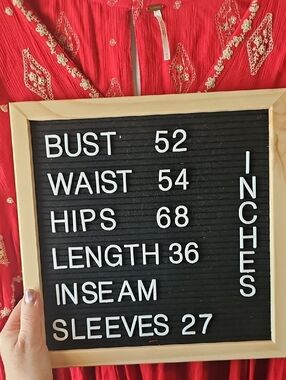 BUST 52
WAIST 54
HIPS 68
LENGTH 36
INSEAM
SLEEVES 27
INCHES